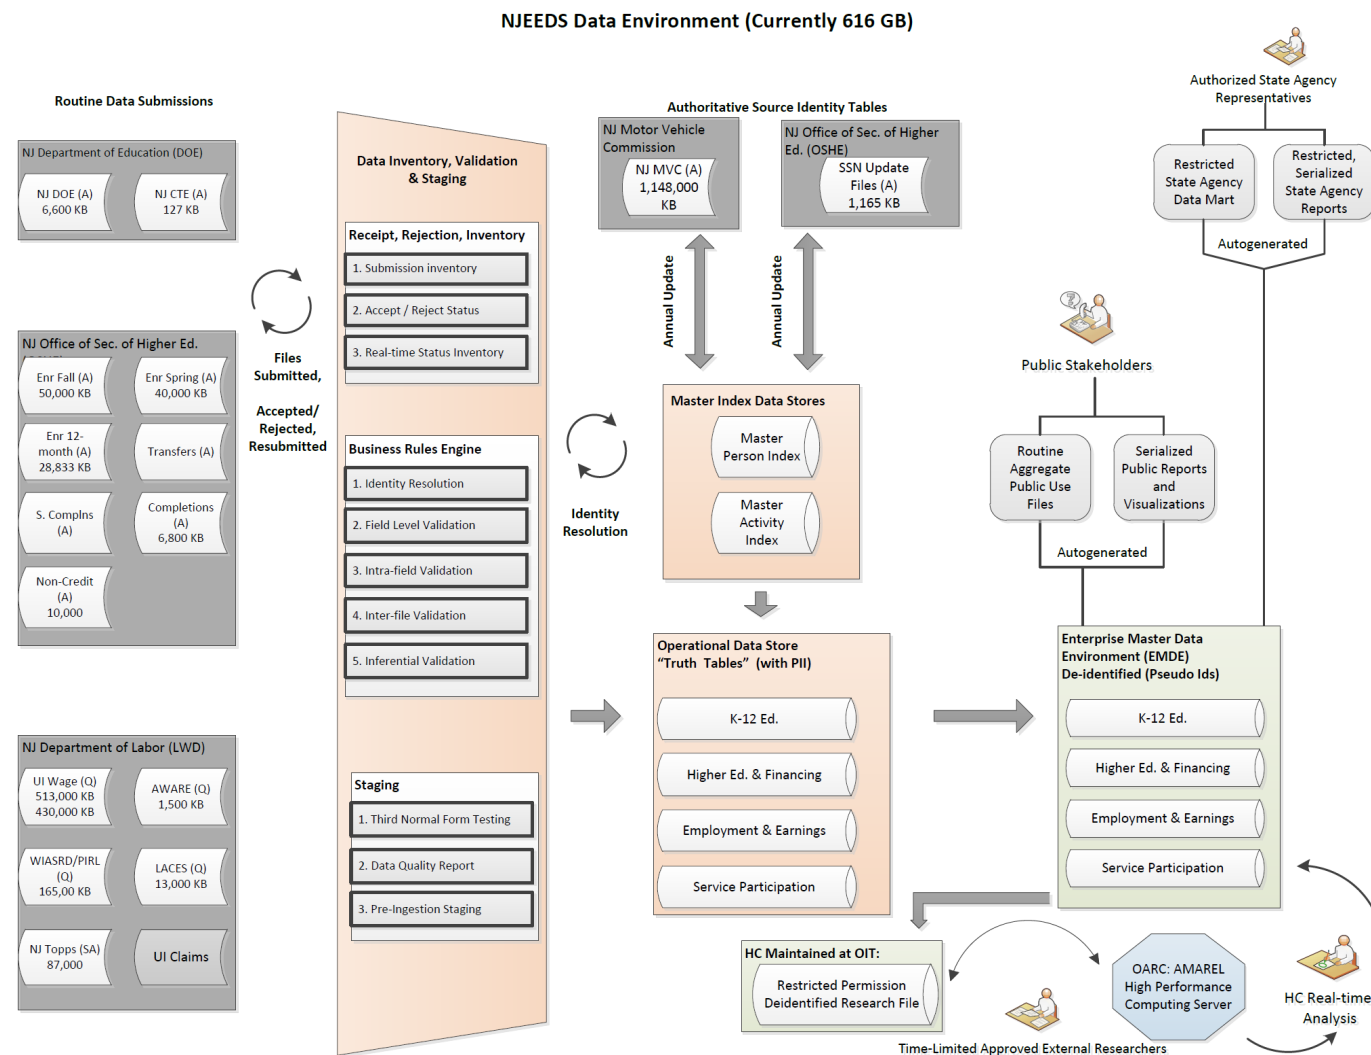 NJEEDS Data Environment (Currently 616 GB)
Routine Data Submissions
NJ Department of Education (DOE)
NJ DOE (A)
6,600 KB
NJ CTE (A)
127 KB
NJ Office of Sec. of Higher Ed.
Enr Fall (A)
50,000 KB
Enr Spring (A)
40,000 KB
Enr 12-
month (A)
28,833 KB
Transfers (A)
S. Complns
(A)
Completions
(A)
6,800 KB
Non-Credit
(A)
10,000
NJ Department of Labor (LWD)
UI Wage (Q)
513,000 KB
430,000 KB
AWARE (Q)
1,500 KB
WIASRD/PIRL
(Q)
165,00 KB
LACES (Q)
13,000 KB
NJ Topps (SA)
87,000
UI Claims
Files
Submitted,
Accepted/
Rejected,
Resubmitted
Data Inventory, Validation
& Staging
Receipt, Rejection, Inventory
1. Submission inventory
2. Accept / Reject Status
3. Real-time Status Inventory
Business Rules Engine
1. Identity Resolution
2. Field Level Validation
3. Intra-field Validation
4. Inter-file Validation
5. Inferential Validation
Staging
1. Third Normal Form Testing
2. Data Quality Report
3. Pre-Ingestion Staging
Identity
Resolution
Authoritative Source Identity Tables
NJ Motor Vehicle
Commission
NJ MVC (A)
1,148,000
KB
NJ Office of Sec. of Higher
Ed. (OSHE)
SSN Update
Files (A)
1,165 KB
Annual Update
Annual Update
Master Index Data Stores
Master
Person Index
Master
Activity
Index
Operational Data Store
“Truth Tables” (with PII)
K-12 Ed.
Higher Ed. & Financing
Employment & Earnings
Service Participation
Authorized State Agency
Representatives
Restricted
State Agency
Data Mart
Restricted,
Serialized
State Agency
Reports
Autogenerated
Public Stakeholders
Routine
Aggregate
Public Use
Files
Serialized
Public Reports
and
Visualizations
Autogenerated
Enterprise Master Data
Environment (EMDE)
De-identified (Pseudo Ids)
K-12 Ed.
Higher Ed. & Financing
Employment & Earnings
Service Participation
HC Maintained at OIT:
Restricted Permission
Deidentified Research File
OARC: AMAREL
High Performance
Computing Server
HC Real-time
Analysis
Time-Limited Approved External Researchers